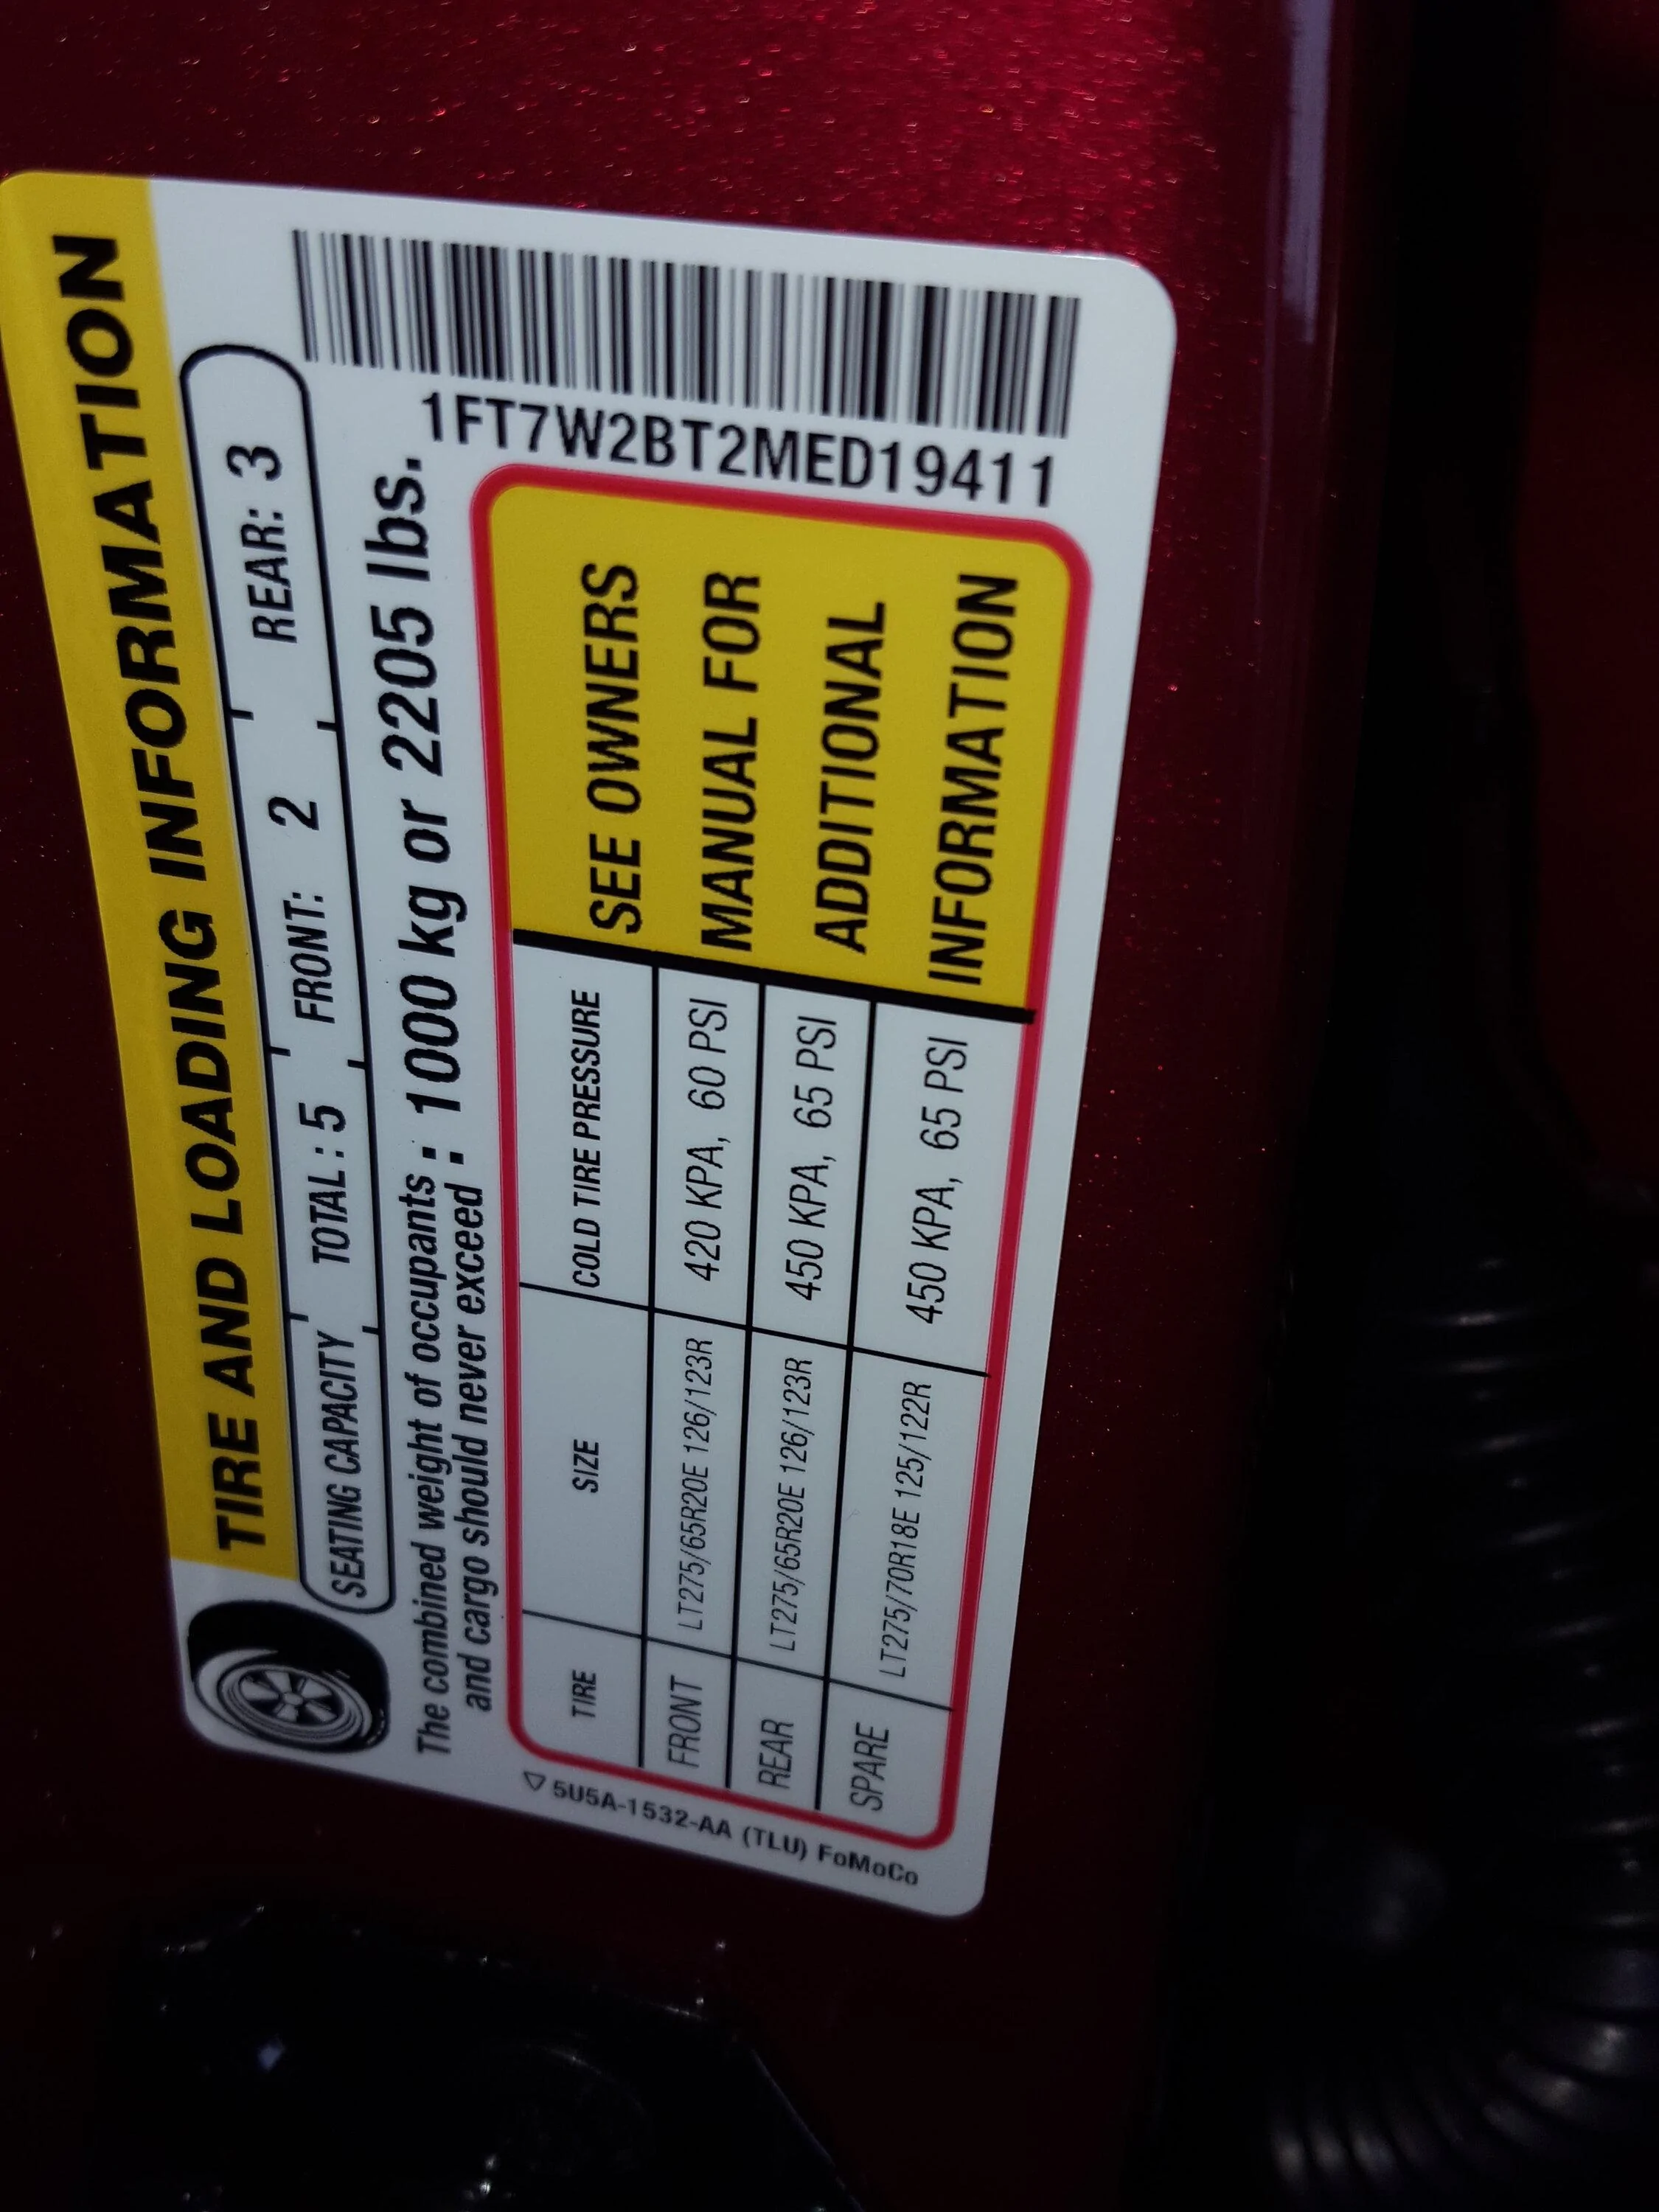 TIRE AND LOADING INFORMATION
SEATING CAPACITY TOTAL: 5 FRONT: 2 REAR: 3
The combined weight of occupants : 1000 kg or 2205 lbs.
and cargo should never exceed :
TIRE SIZE COLD TIRE PRESSURE
FRONT LT275/65R20E 126/123R 420 KPA, 60 PSI
REAR LT275/65R20E 126/123R 450 KPA, 65 PSI
SPARE LT275/70R18E 125/122R 450 KPA, 65 PSI
SEE OWNERS
MANUAL FOR
ADDITIONAL
INFORMATION
1FT7W2BT2MED19411
5U5A-1532-AA (TLU) FoMoCo